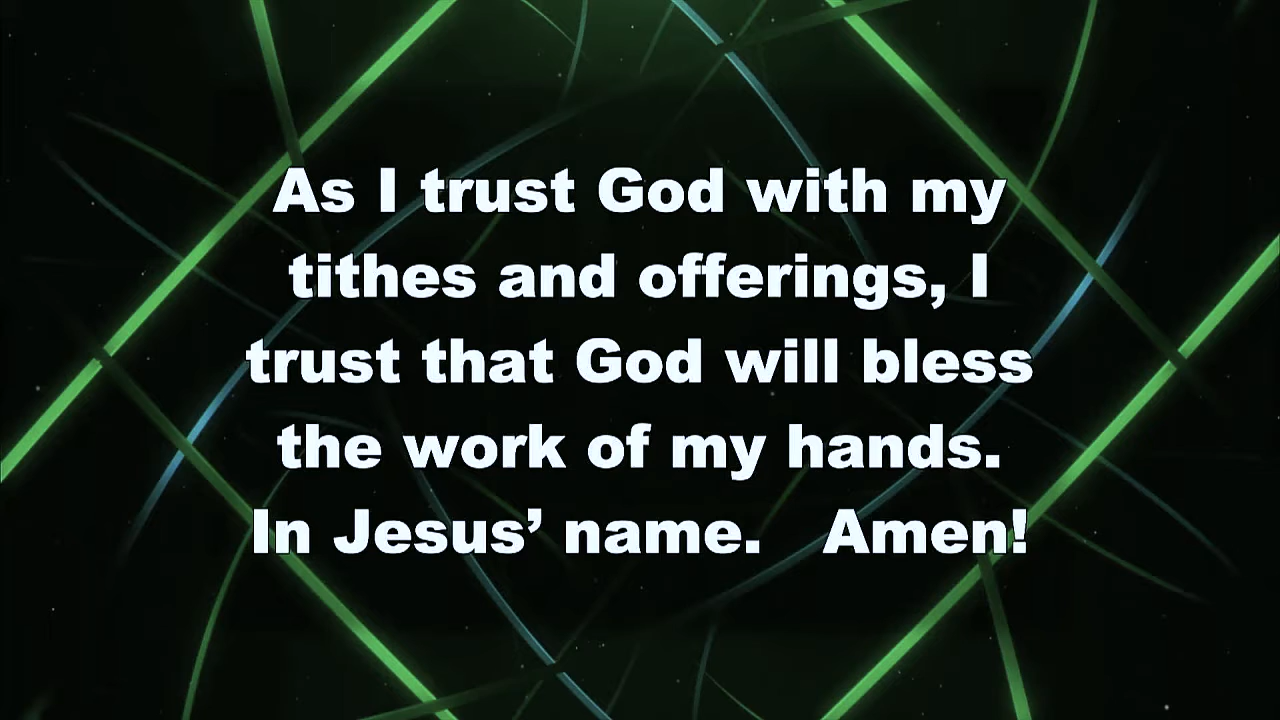 As I trust God with my
tithes and offerings, I
trust that God will bless
the work of my hands.
In Jesus’ name.   Amen!